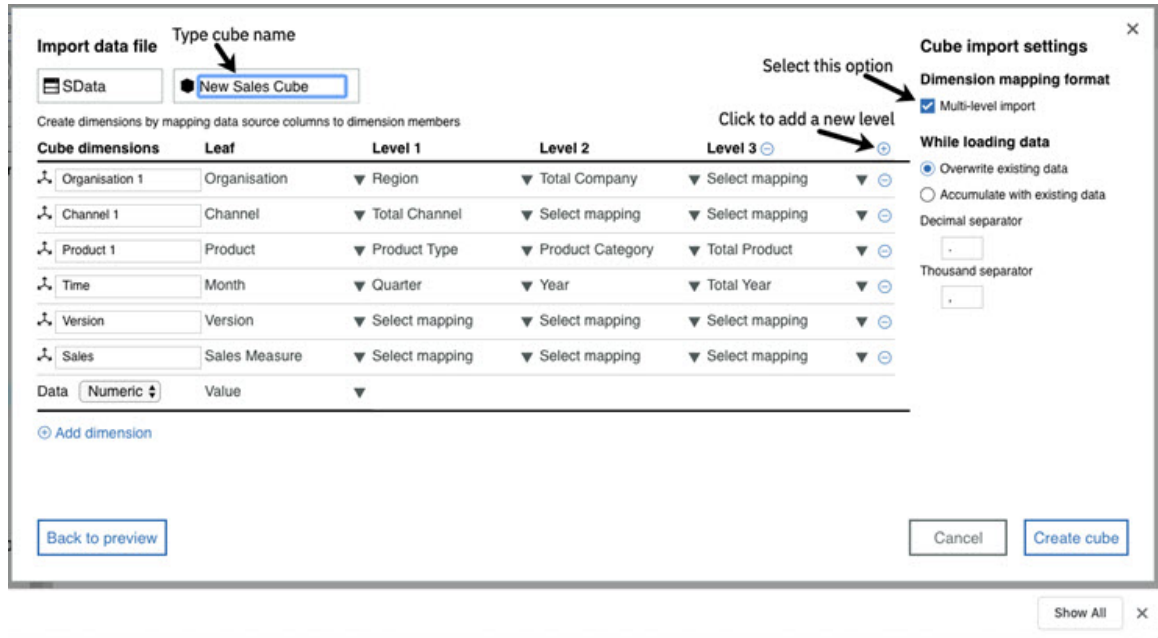 Type cube name
Import data file
SData
New Sales Cube
Select this option
Click to add a new level
Create dimensions by mapping data source columns to dimension members
Cube dimensions Leaf Level 1 Level 2 Level 3
Organisation 1 Organisation Region Total Company Select mapping
Channel 1 Channel Total Channel Select mapping Select mapping
Product 1 Product Product Type Product Category Total Product
Time Month Quarter Year Total Year
Version Version Select mapping Select mapping Select mapping
Sales Sales Measure Select mapping Select mapping Select mapping
Data Numeric Value
Add dimension
Cube import settings
Dimension mapping format
Multi-level import
While loading data
Overwrite existing data
Accumulate with existing data
Decimal separator
.
Thousand separator
,
Back to preview
Cancel
Create cube
Show All